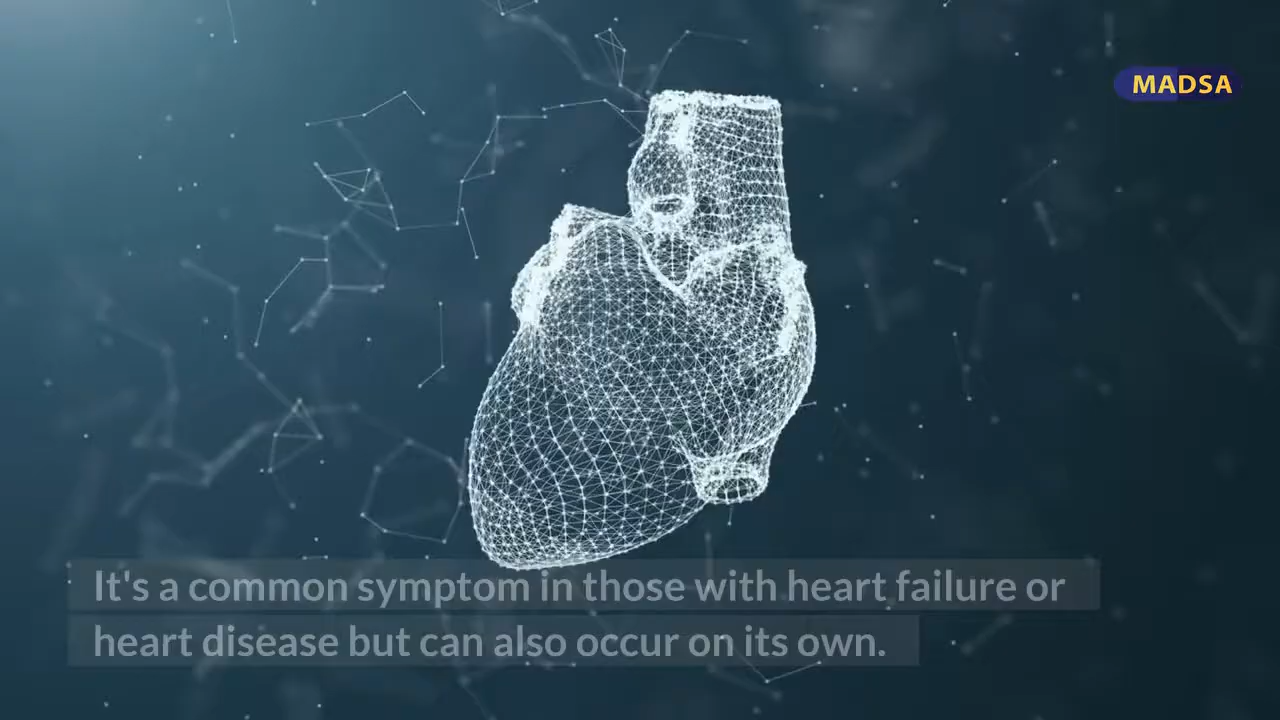 MADSA
It's a common symptom in those with heart failure or
heart disease but can also occur on its own.